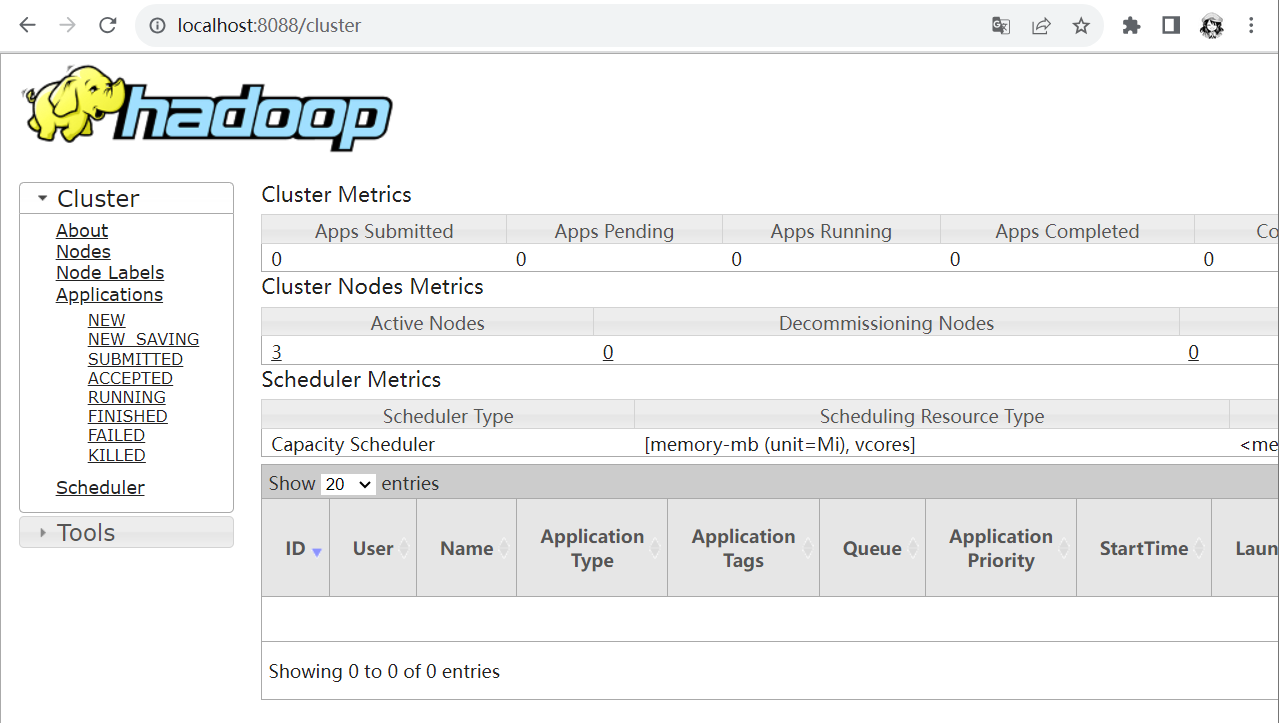 localhost:8088/cluster
hadoop
Cluster
About
Nodes
Node Labels
Applications
NEW
NEW_SAVING
SUBMITTED
ACCEPTED
RUNNING
FINISHED
FAILED
KILLED
Scheduler
Tools
Cluster Metrics
Apps Submitted Apps Pending Apps Running Apps Completed Co
0 0 0 0 0
Cluster Nodes Metrics
Active Nodes Decommissioning Nodes
3 0 0
Scheduler Metrics
Scheduler Type Scheduling Resource Type
Capacity Scheduler [memory-mb (unit=Mi), vcores] <me
Show 20 entries
ID User Name Application Type Application Tags Queue Application Priority StartTime Laun
Showing 0 to 0 of 0 entries